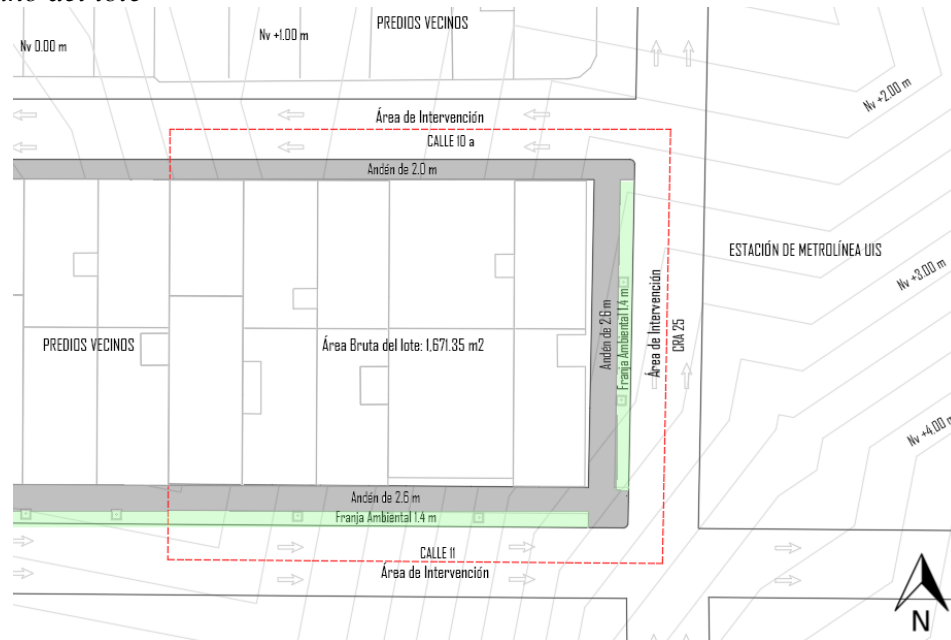 PREDIOS VECINOS
Nv 0.00 m
Nv +1.00 m
Nv +2.00 m
Área de Intervención
CALLE 10 a
Andén de 2.0 m
ESTACIÓN DE METROLÍNEA UIS
Nv +3.00 m
Andén de 2.6 m
Franja Ambiental 1.4 m
Área de Intervención
CRA 25
PREDIOS VECINOS
Área Bruta del lote: 1,671.35 m2
Nv +4.00 m
Andén de 2.6 m
Franja Ambiental 1.4 m
CALLE 11
Área de Intervención
N